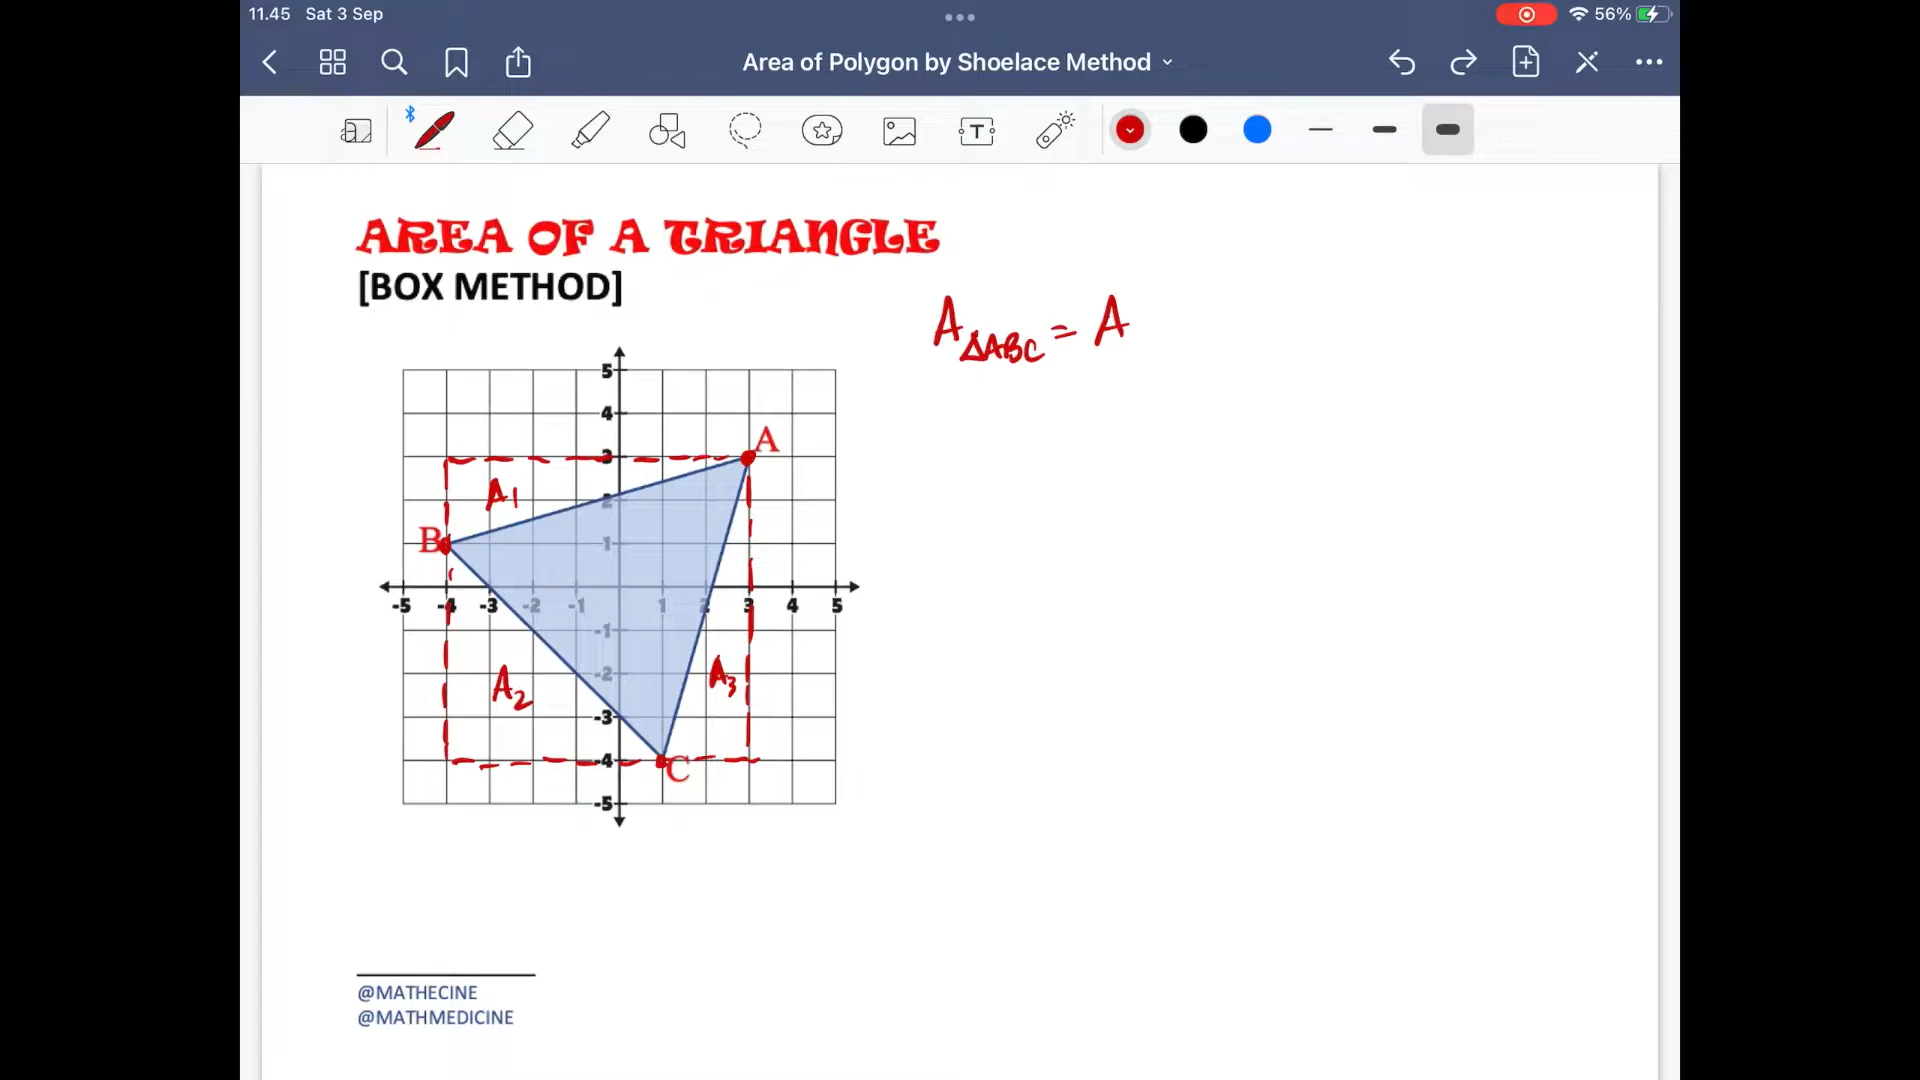 11.45 Sat 3 Sep
56%
Area of Polygon by Shoelace Method
AREA OF A TRIANGLE
[BOX METHOD]
A△ABC = A
5
4
A
3
A1
2
B
1
-5 -4 -3 -2 -1 1 2 3 4 5
-1
A2
-2
A3
-3
-4
C
-5
@MATHECINE
@MATHMEDICINE